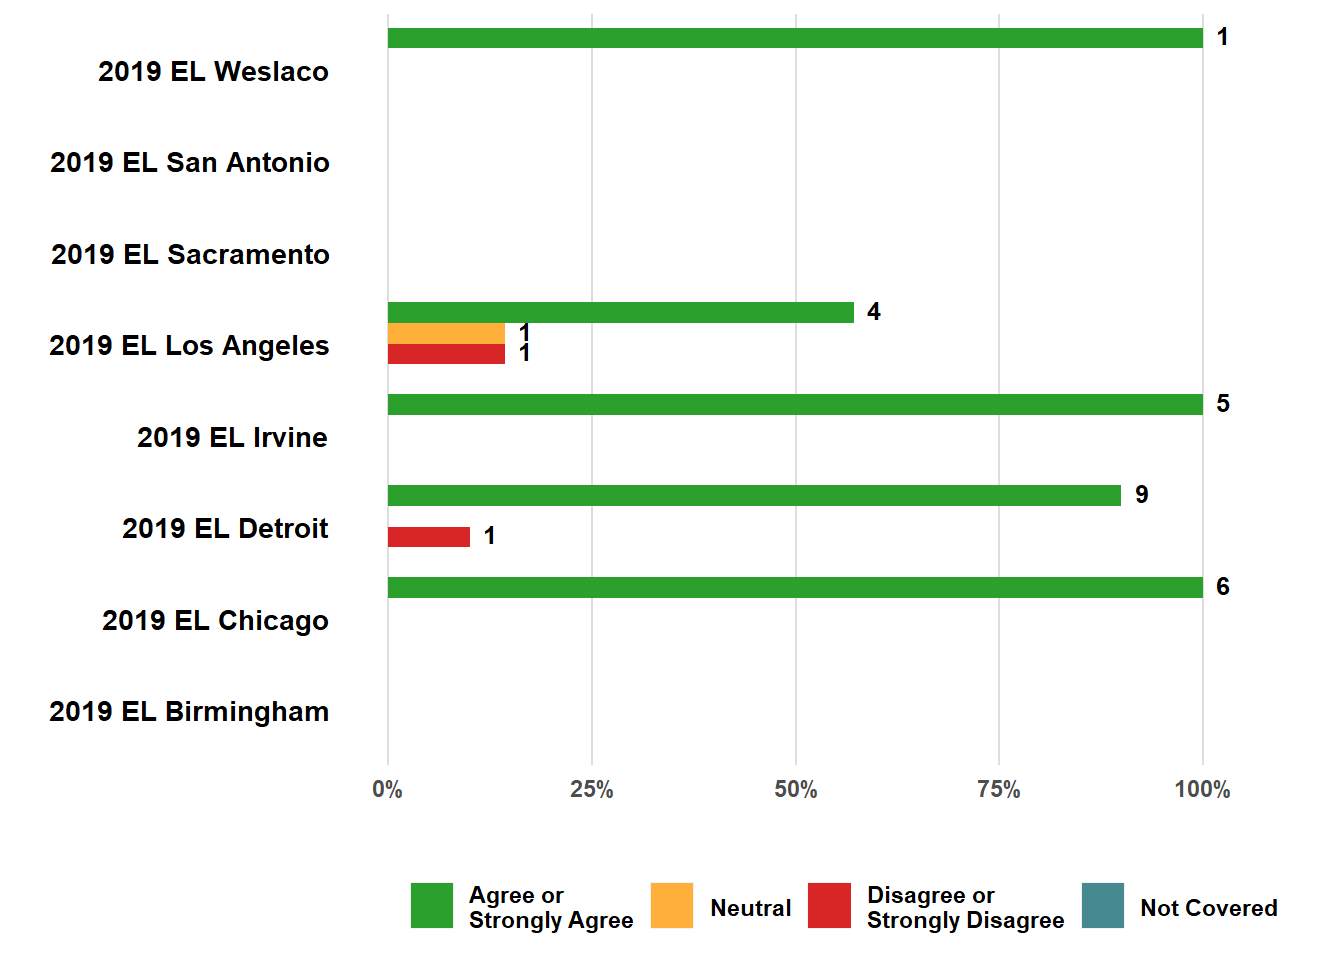 1
2019 EL Weslaco
2019 EL San Antonio
2019 EL Sacramento
4
1
2019 EL Los Angeles
1
5
2019 EL Irvine
9
2019 EL Detroit
1
6
2019 EL Chicago
2019 EL Birmingham
0% 25% 50% 75% 100%
Agree or
Strongly Agree
Neutral
Disagree or
Strongly Disagree
Not Covered